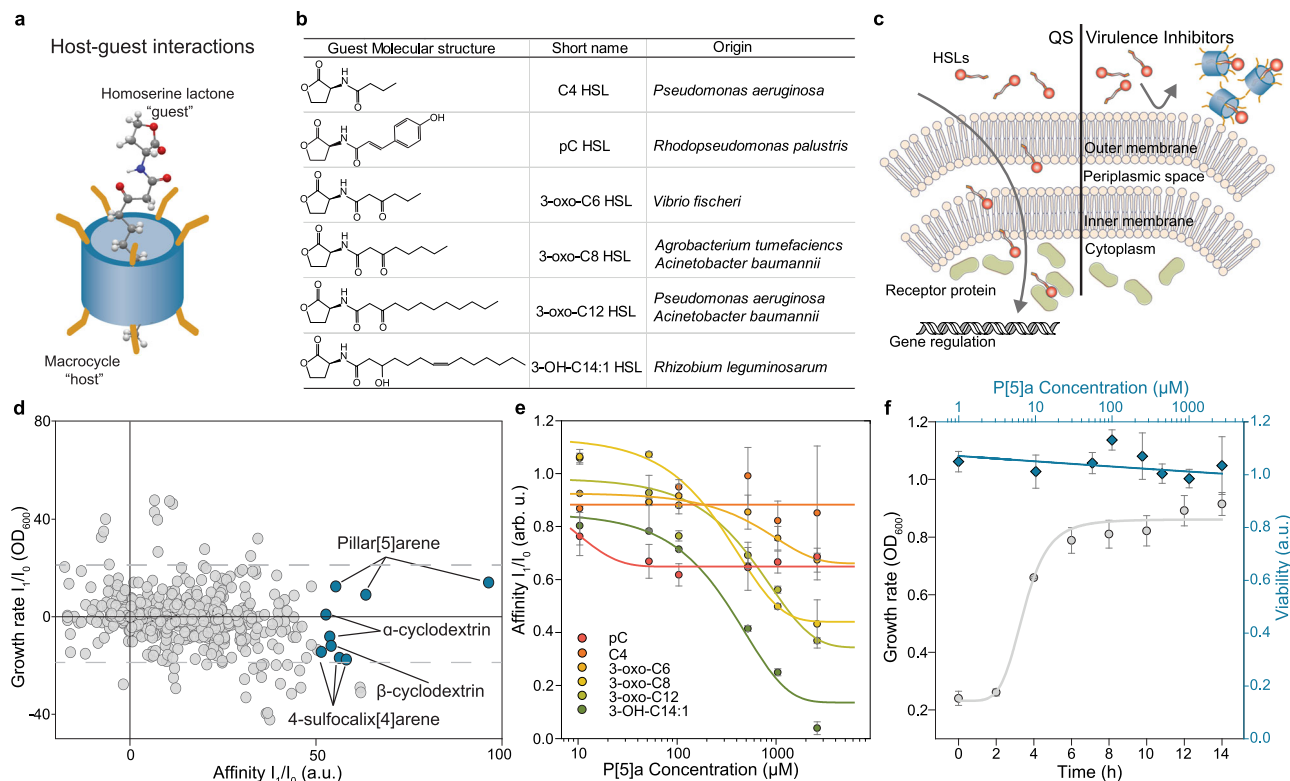 a
Host-guest interactions
Homoserine lactone
“guest”
Macrocycle
“host”
b
Guest Molecular structure Short name Origin
C4 HSL Pseudomonas aeruginosa
pC HSL Rhodopseudomonas palustris
3-oxo-C6 HSL Vibrio fischeri
3-oxo-C8 HSL Agrobacterium tumefaciencs
Acinetobacter baumannii
3-oxo-C12 HSL Pseudomonas aeruginosa
Acinetobacter baumannii
3-OH-C14:1 HSL Rhizobium leguminosarum
O
O
H
N
O
O
O
H
N
O
OH
O
O
H
N
O
O
O
O
H
N
O
O
O
O
H
N
O
O
O
O
H
N
O
OH
c
QS Virulence Inhibitors
HSLs
Outer membrane
Periplasmic space
Inner membrane
Cytoplasm
Receptor protein
Gene regulation
d
Growth rate I₁/I₀ (OD₆₀₀)
80
40
0
-40
Pillar[5]arene
α-cyclodextrin
β-cyclodextrin
4-sulfocalix[4]arene
0 50 100
Affinity I₁/I₀ (a.u.)
e
Affinity I₁/I₀ (arb. u.)
1.2
1.0
0.8
0.6
0.4
0.2
0.0
pC
C4
3-oxo-C6
3-oxo-C8
3-oxo-C12
3-OH-C14:1
10 100 1000
P[5]a Concentration (µM)
f
P[5]a Concentration (µM)
1 10 100 1000
Growth rate (OD₆₀₀)
1.2
1.0
0.8
0.6
0.4
0.2
Viability (a.u.)
1.2
1.0
0.8
0.6
0.4
0.2
0.0
0 2 4 6 8 10 12 14
Time (h)